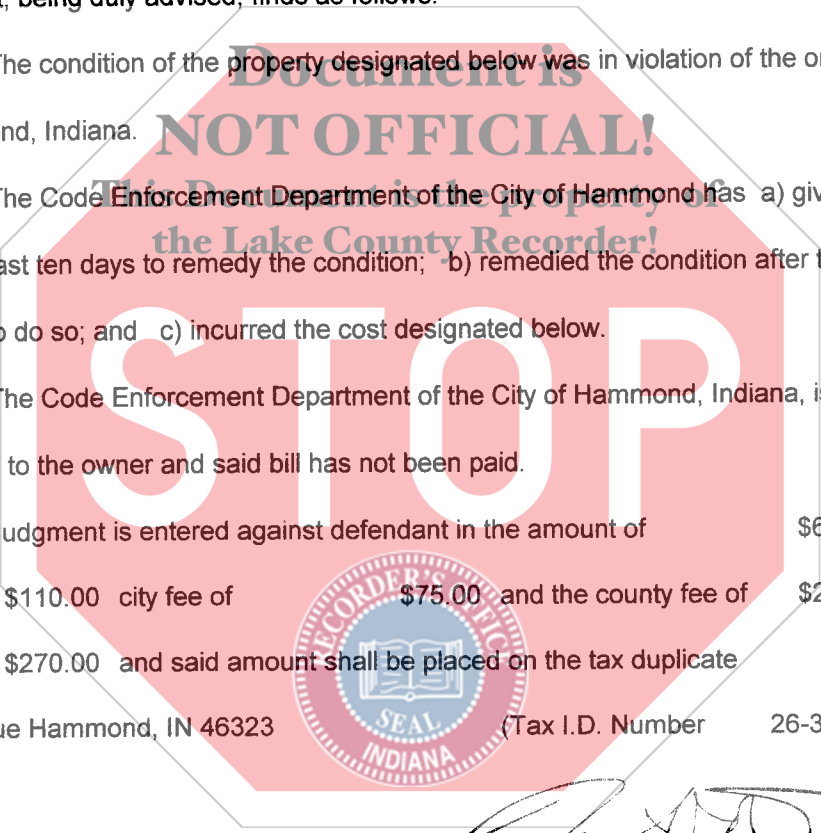 being duly advised, finds as follows:
The condition of the property designated below was in violation of the
Document is
Indiana.
NOT OFFICIAL!
The Code Enforcement Department of the City of Hammond has a)
This Document is the property of
the Lake County Recorder!
ten days to remedy the condition; b) remedied the condition after
do so; and c) incurred the cost designated below.
The Code Enforcement Department of the City of Hammond, Indiana,
STOP
to the owner and said bill has not been paid.
udgment is entered against defendant in the amount of $6
$110.00 city fee of $75.00 and the county fee of $2
RECORDER'S OFFICE
$270.00 and said amount shall be placed on the tax duplicate
SEAL
ue Hammond, IN 46323 (Tax I.D. Number 26-3
INDIANA